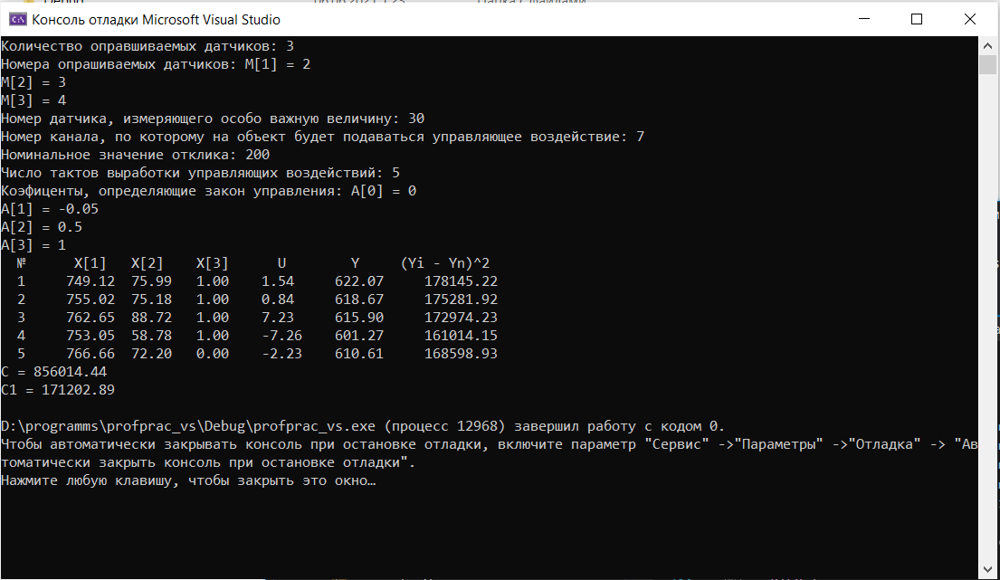 Консоль отладки Microsoft Visual Studio
Количество оправшиваемых датчиков: 3
Номера опрашиваемых датчиков: M[1] = 2
M[2] = 3
M[3] = 4
Номер датчика, измеряющего особо важную величину: 30
Номер канала, по которому на объект будет подаваться управляющее воздействие: 7
Номинальное значение отклика: 200
Число тактов выработки управляющих воздействий: 5
Коэфиценты, определяющие закон управления: A[0] = 0
A[1] = -0.05
A[2] = 0.5
A[3] = 1
№ X[1] X[2] X[3] U Y (Yi - Yn)^2
1 749.12 75.99 1.00 1.54 622.07 178145.22
2 755.02 75.18 1.00 0.84 618.67 175281.92
3 762.65 88.72 1.00 7.23 615.90 172974.23
4 753.05 58.78 1.00 -7.26 601.27 161014.15
5 766.66 72.20 0.00 -2.23 610.61 168598.93
C = 856014.44
C1 = 171202.89
D:\programms\profprac_vs\Debug\profprac_vs.exe (процесс 12968) завершил работу с кодом 0.
Чтобы автоматически закрывать консоль при остановке отладки, включите параметр "Сервис" ->"Параметры" ->"Отладка" -> "Ав
томатически закрыть консоль при остановке отладки".
Нажмите любую клавишу, чтобы закрыть это окно…